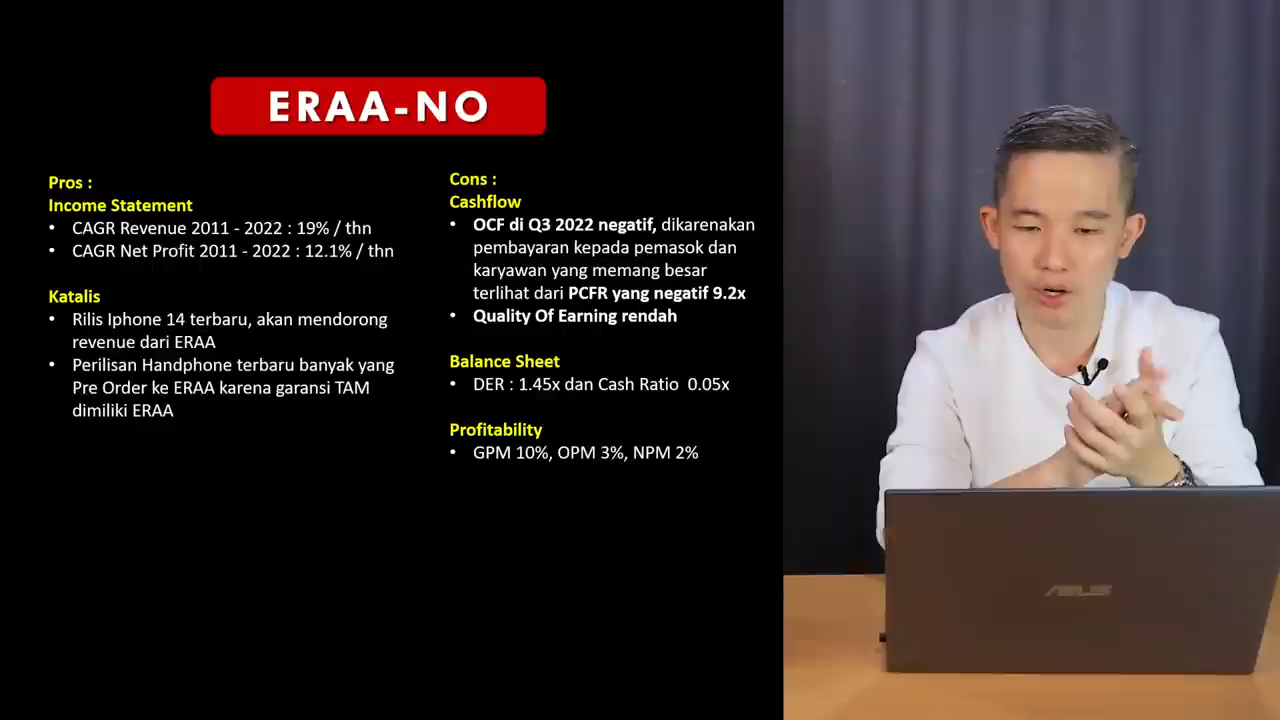 ERAA-NO
Pros :
Income Statement
• CAGR Revenue 2011 - 2022 : 19% / thn
• CAGR Net Profit 2011 - 2022 : 12.1% / thn
Katalis
• Rilis Iphone 14 terbaru, akan mendorong
revenue dari ERAA
• Perilisan Handphone terbaru banyak yang
Pre Order ke ERAA karena garansi TAM
dimiliki ERAA
Cons :
Cashflow
• OCF di Q3 2022 negatif, dikarenakan
pembayaran kepada pemasok dan
karyawan yang memang besar
terlihat dari PCFR yang negatif 9.2x
• Quality Of Earning rendah
Balance Sheet
• DER : 1.45x dan Cash Ratio 0.05x
Profitability
• GPM 10%, OPM 3%, NPM 2%
ASUS